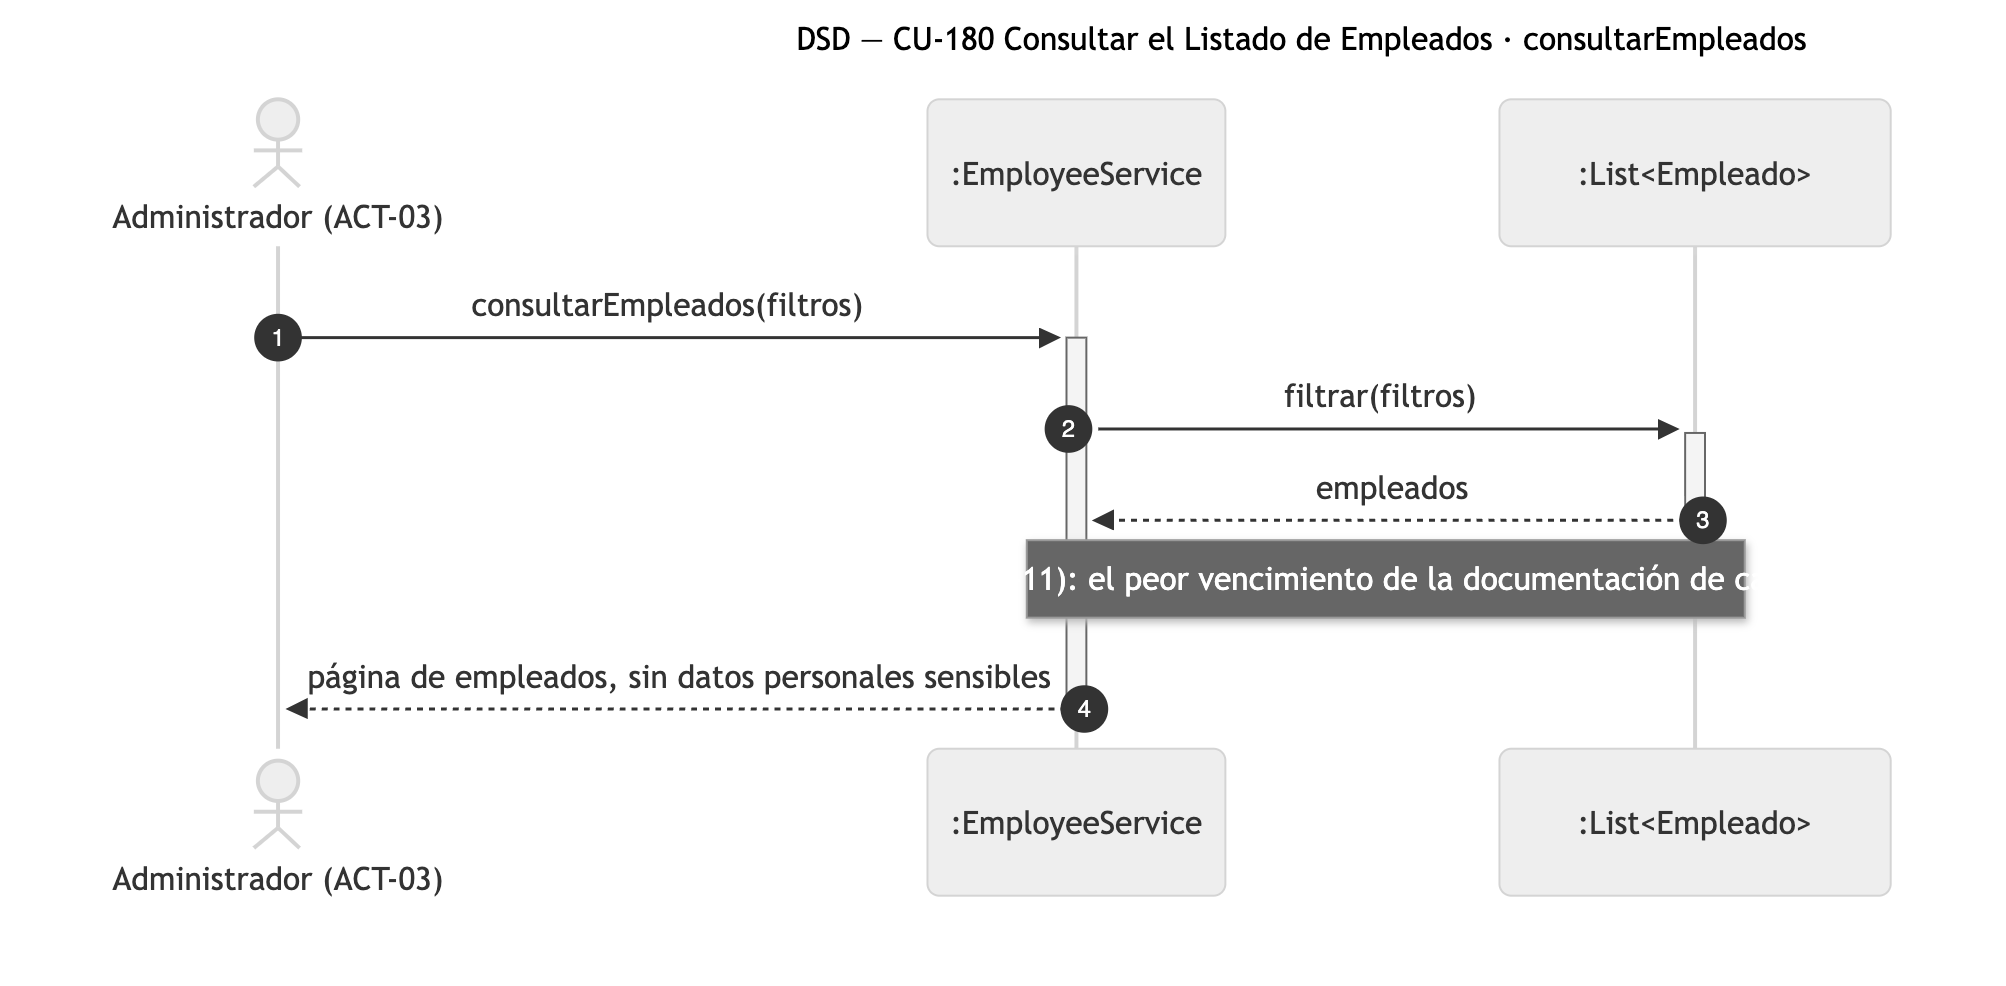 DSD — CU-180 Consultar el Listado de Empleados · consultarEmpleados
Administrador (ACT-03)
:EmployeeService
:List<Empleado>
consultarEmpleados(filtros)
1
filtrar(filtros)
2
empleados
3
11): el peor vencimiento de la documentación de
página de empleados, sin datos personales sensibles
4
Administrador (ACT-03)
:EmployeeService
:List<Empleado>